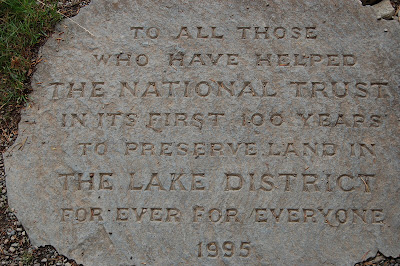 TO ALL THOSE
WHO HAVE HELPED
THE NATIONAL TRUST
IN ITS FIRST 100 YEARS
TO PRESERVE LAND IN
THE LAKE DISTRICT
FOR EVER FOR EVERYONE
1995